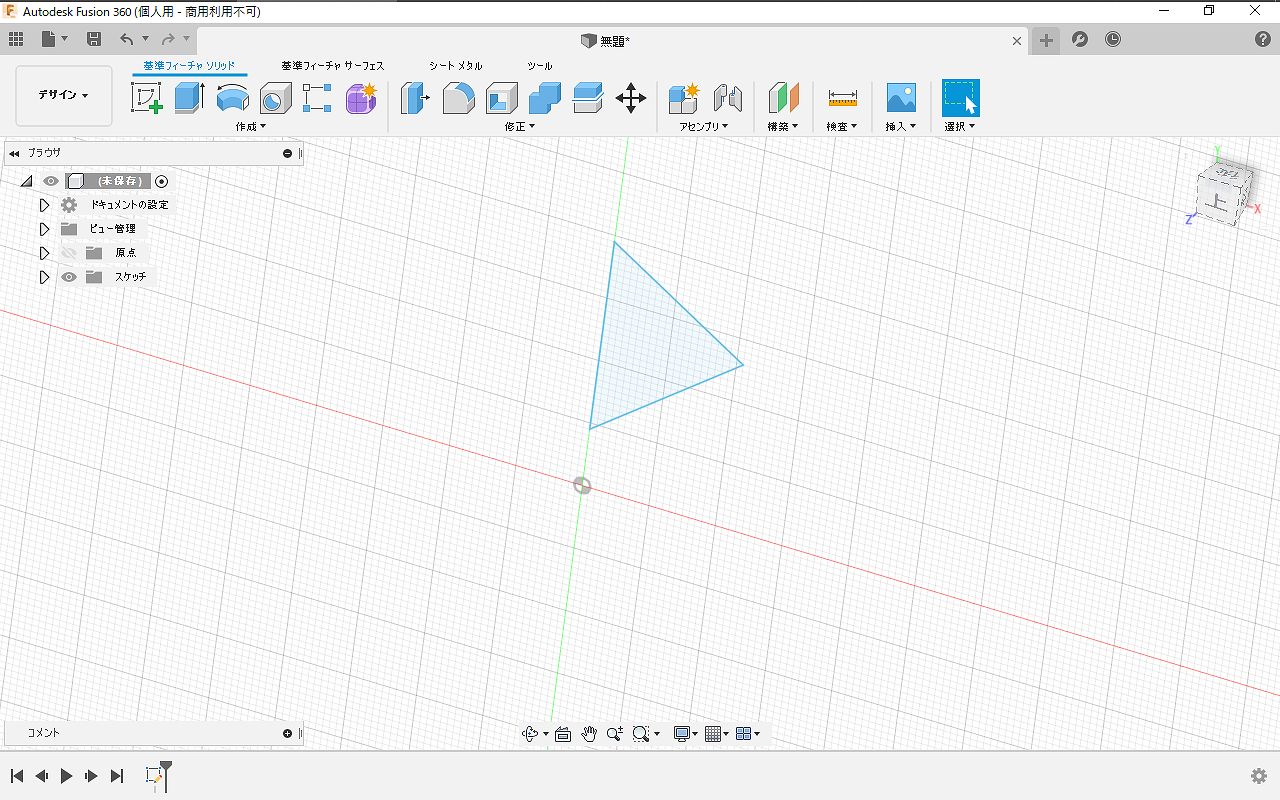 Autodesk Fusion 360 (個人用 - 商用利用不可)
無題*
デザイン
基準フィーチャ ソリッド
基準フィーチャ サーフェス
シート メタル
ツール
作成
修正
アセンブリ
構築
検査
挿入
選択
ブラウザ
(未保存)
ドキュメントの設定
ビュー管理
原点
スケッチ
Y
上
X
Z
コメント